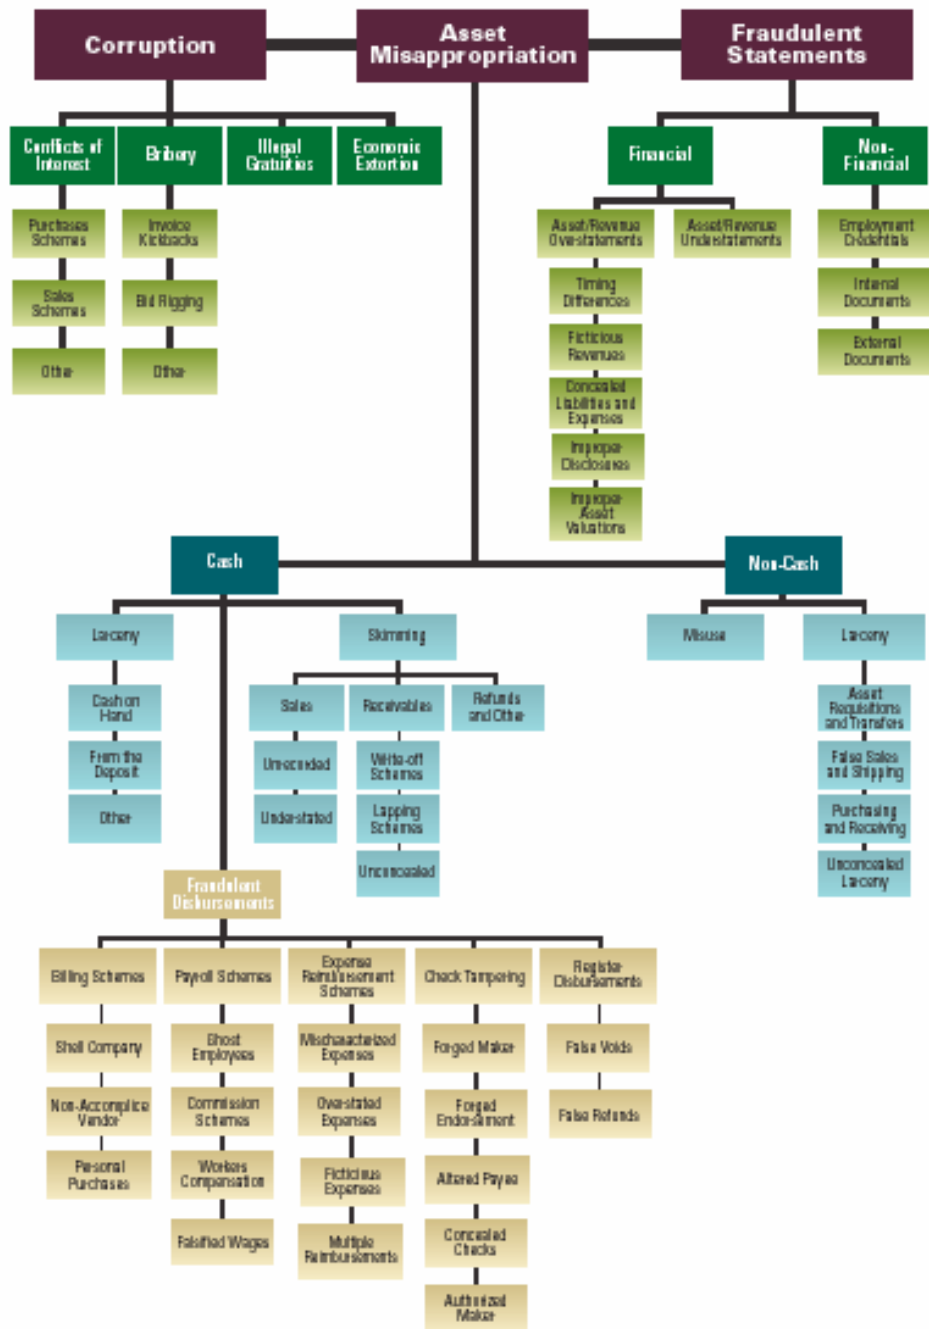 Corruption
Asset
Misappropriation
Fraudulent
Statements
Conflicts of
Interest
Bribery
Illegal
Gratuities
Economic
Extortion
Financial
Non-
Financial
Purchases
Schemes
Invoice
Kickbacks
Asset/Revenue
Over-statements
Asset/Revenue
Understatements
Employment
Credentials
Sales
Schemes
Bid Rigging
Timing
Differences
Internal
Documents
Other
Other
Ficticious
Revenues
External
Documents
Concealed
Liabilities and
Expenses
Improper
Disclosures
Improper
Asset
Valuations
Cash
Non-Cash
Larceny
Skimming
Misuse
Larceny
Cash on
Hand
Sales
Receivables
Refunds
and Other
Asset
Requisitions
and Transfers
From the
Deposit
Unrecorded
Write-off
Schemes
False Sales
and Shipping
Other
Understated
Lapping
Schemes
Purchasing
and Receiving
Unconcealed
Unconcealed
Larceny
Fraudulent
Disbursements
Billing Schemes
Payroll Schemes
Expense
Reimbursement
Schemes
Check Tampering
Register
Disbursements
Shell Company
Ghost
Employees
Mischaracterized
Expenses
Forged Maker
False Voids
Non-Accomplice
Vendor
Commission
Schemes
Over-stated
Expenses
Forged
Endorsement
False Refunds
Personal
Purchases
Workers
Compensation
Ficticious
Expenses
Altered Payee
Falsified Wages
Multiple
Reimbursements
Concealed
Checks
Authorized
Maker